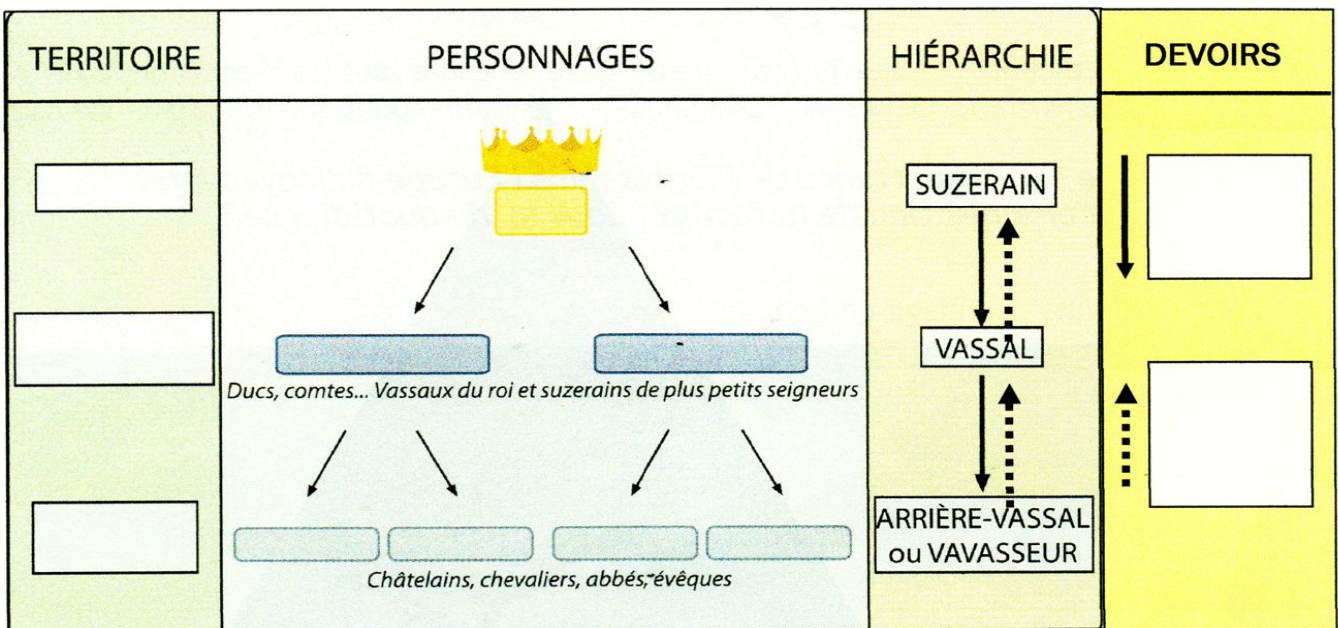 TERRITOIRE
PERSONNAGES
HIÉRARCHIE
DEVOIRS
SUZERAIN
VASSAL
Ducs, comtes... Vassaux du roi et suzerains de plus petits seigneurs
ARRIÈRE-VASSAL
ou VAVASSEUR
Châtelains, chevaliers, abbés, évêques